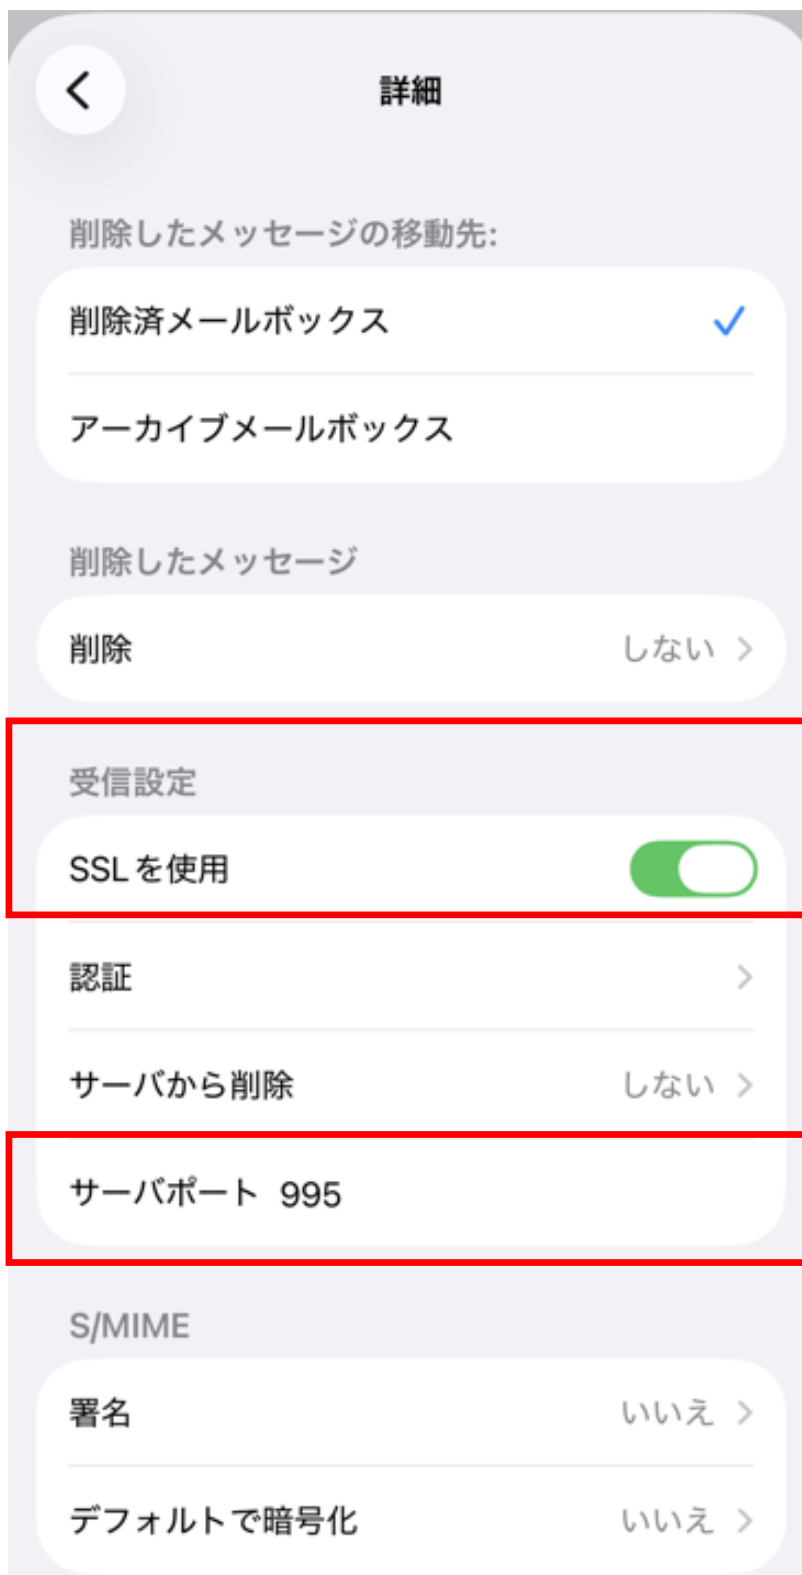 詳細
削除したメッセージの移動先:
削除済メールボックス
アーカイブメールボックス
削除したメッセージ
削除 しない
受信設定
SSLを使用
認証
サーバから削除 しない
サーバポート 995
S/MIME
署名 いいえ
デフォルトで暗号化 いいえ